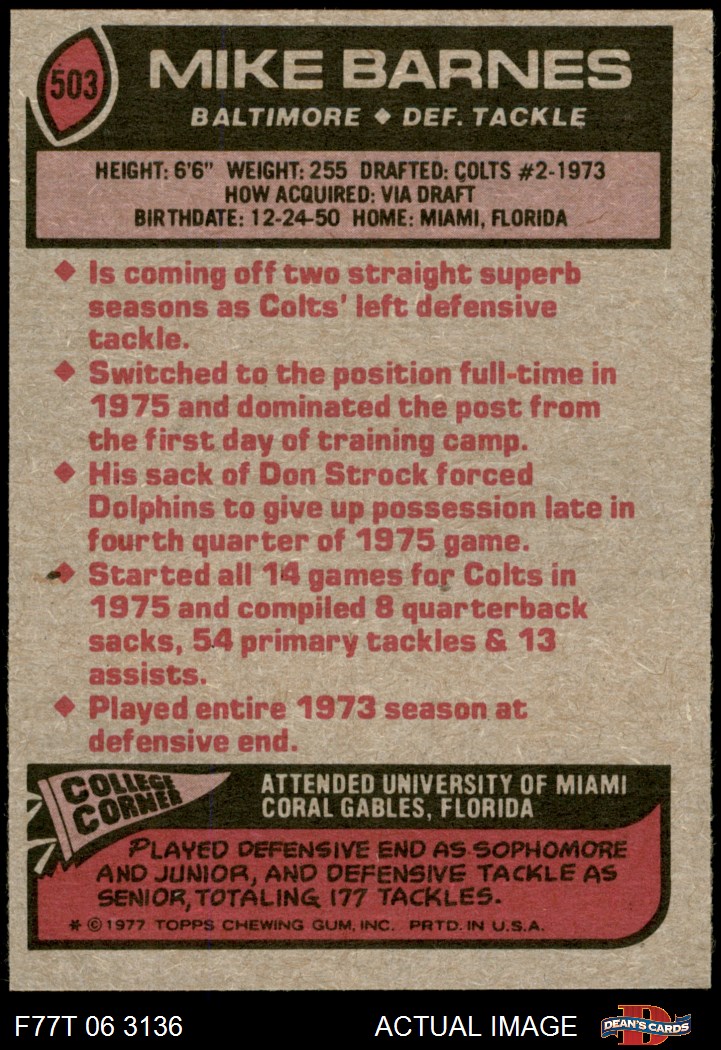 503
MIKE BARNES
BALTIMORE ◆ DEF. TACKLE
HEIGHT: 6'6" WEIGHT: 255 DRAFTED: COLTS #2-1973
HOW ACQUIRED: VIA DRAFT
BIRTHDATE: 12-24-50 HOME: MIAMI, FLORIDA
◆ Is coming off two straight superb
seasons as Colts' left defensive
tackle.
◆ Switched to the position full-time in
1975 and dominated the post from
the first day of training camp.
◆ His sack of Don Strock forced
Dolphins to give up possession late in
fourth quarter of 1975 game.
◆ Started all 14 games for Colts in
1975 and compiled 8 quarterback
sacks, 54 primary tackles & 13
assists.
◆ Played entire 1973 season at
defensive end.
COLLEGE
CORNER
ATTENDED UNIVERSITY OF MIAMI
CORAL GABLES, FLORIDA
PLAYED DEFENSIVE END AS SOPHOMORE
AND JUNIOR, AND DEFENSIVE TACKLE AS
SENIOR, TOTALING 177 TACKLES.
* © 1977 TOPPS CHEWING GUM, INC. PRTD. IN U.S.A.
F77T 06 3136 ACTUAL IMAGE D DEAN'S CARDS